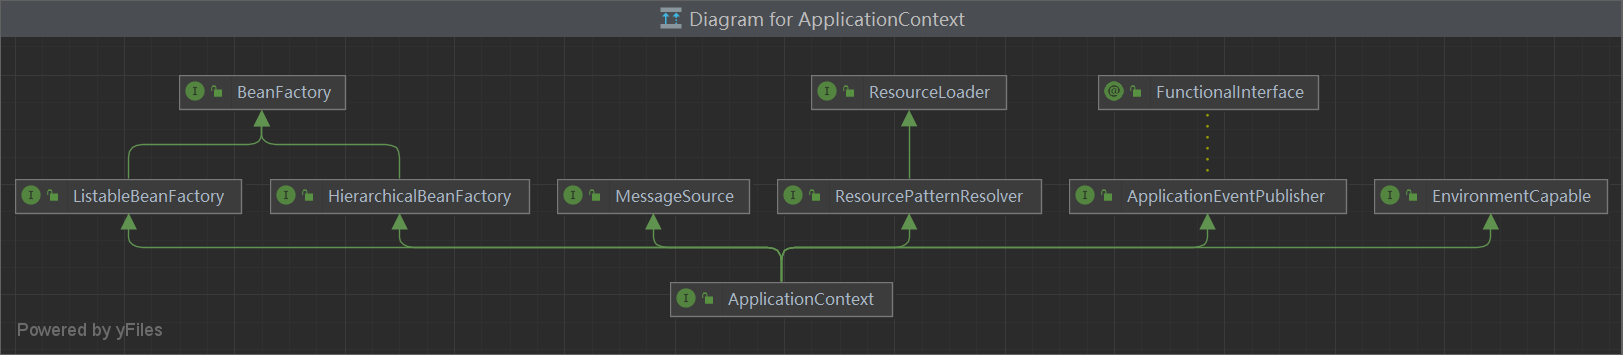 Diagram for ApplicationContext
I BeanFactory
I ResourceLoader
@ FunctionalInterface
I ListableBeanFactory
I HierarchicalBeanFactory
I MessageSource
I ResourcePatternResolver
I ApplicationEventPublisher
I EnvironmentCapable
I ApplicationContext
Powered by yFiles